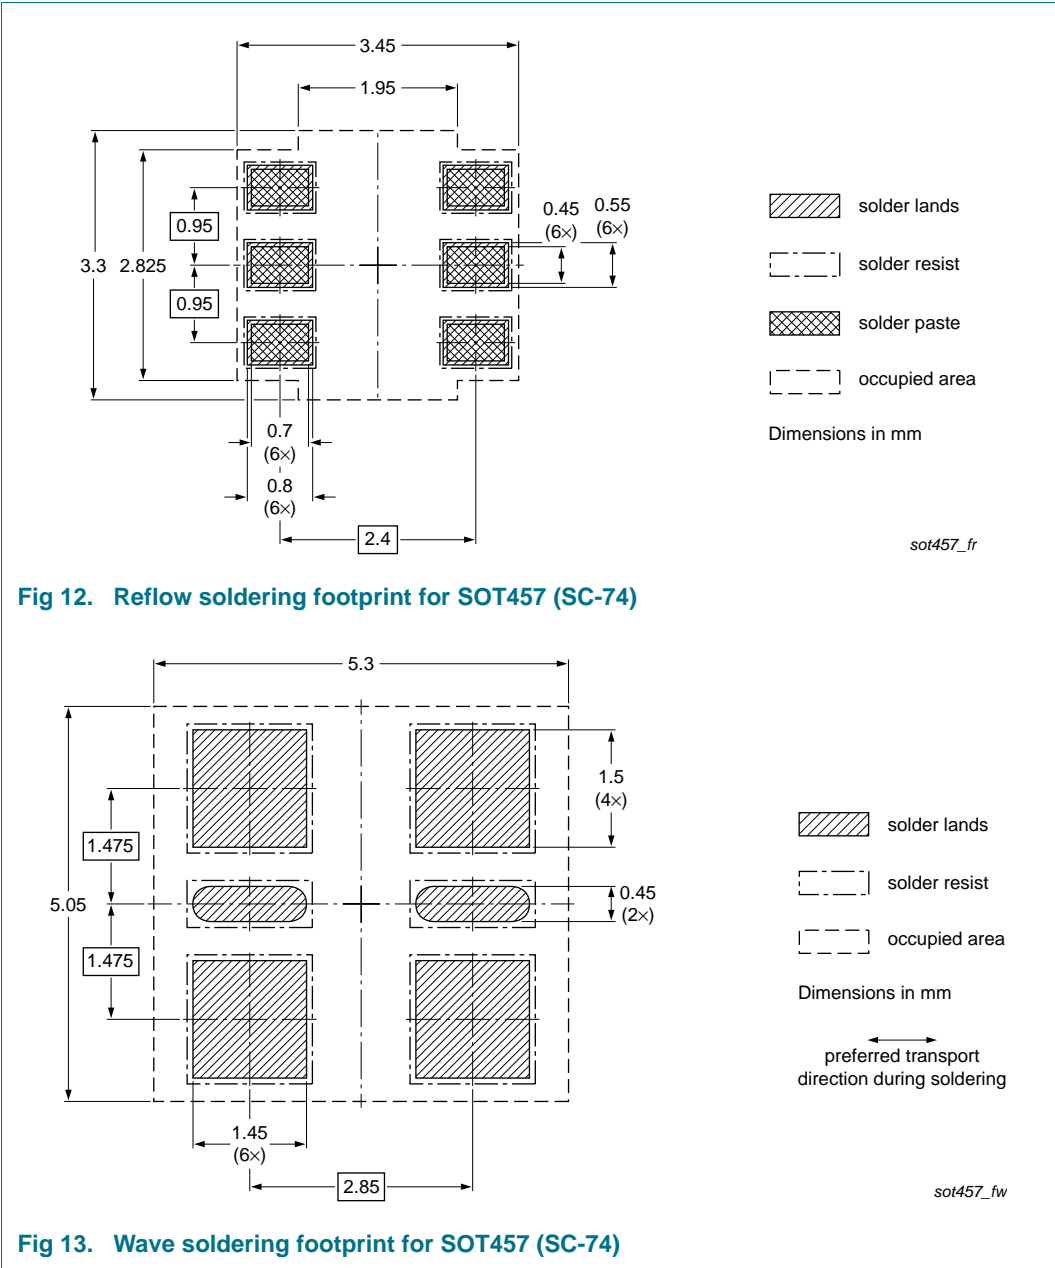 3.45
1.95
0.95
0.45
(6×)
0.55
(6×)
3.3
2.825
0.95
solder lands
solder resist
solder paste
occupied area
Dimensions in mm
0.7
(6×)
0.8
(6×)
2.4
sot457_fr
Fig 12. Reflow soldering footprint for SOT457 (SC-74)
5.3
1.5
(4×)
1.475
5.05
0.45
(2×)
1.475
solder lands
solder resist
occupied area
Dimensions in mm
preferred transport
direction during soldering
1.45
(6×)
2.85
sot457_fw
Fig 13. Wave soldering footprint for SOT457 (SC-74)